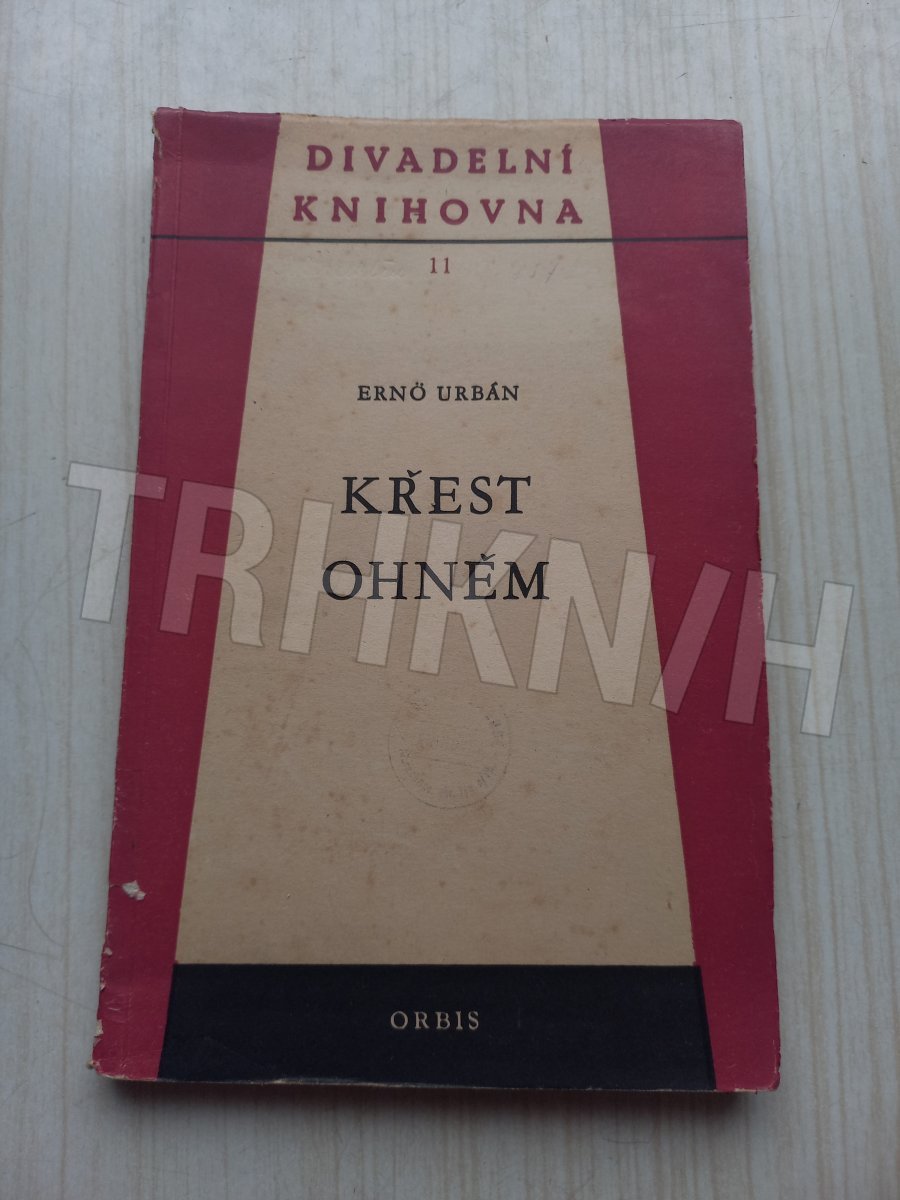 DIVADELNÍ
KNIHOVNA
11
ERNÖ URBÁN
KŘEST
OHNĚM
TRHKNIH
ORBIS